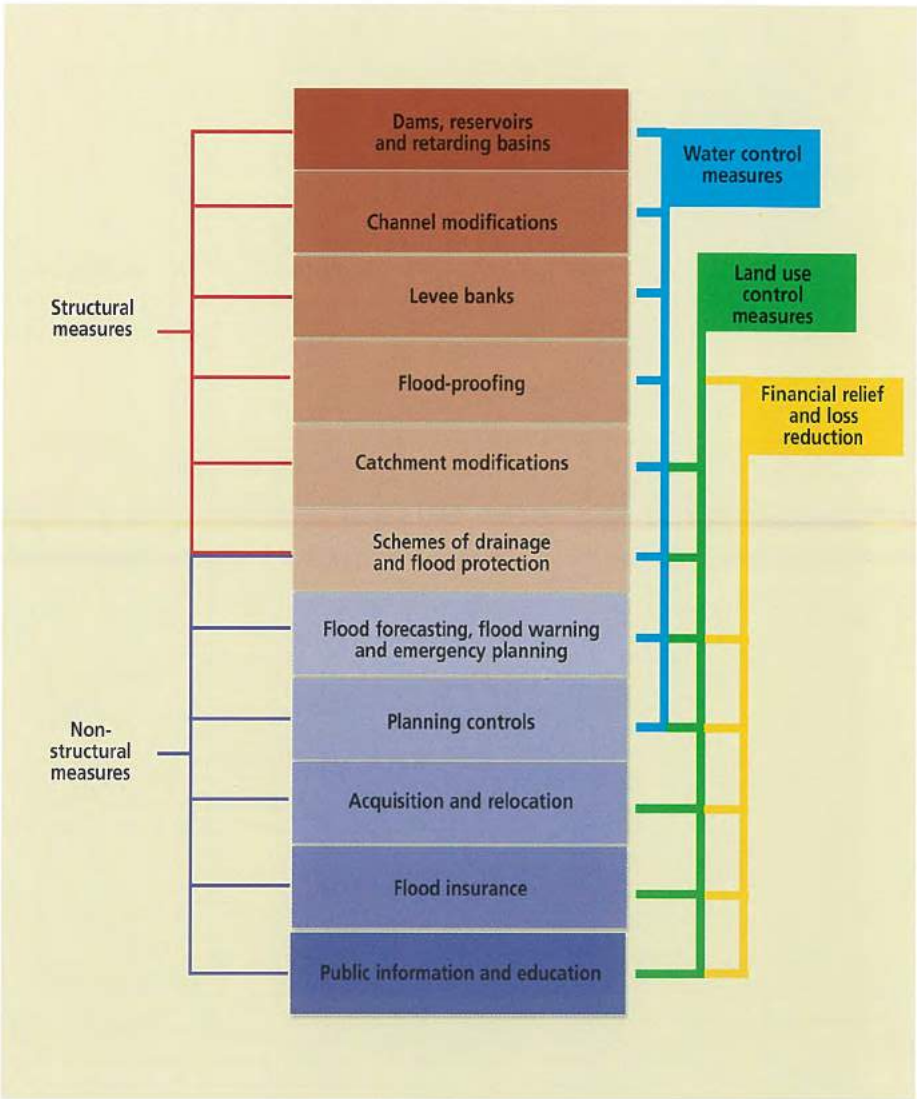 Structural
measures
Non-
structural
measures
Dams, reservoirs
and retarding basins
Channel modifications
Levee banks
Flood-proofing
Catchment modifications
Schemes of drainage
and flood protection
Flood forecasting, flood warning
and emergency planning
Planning controls
Acquisition and relocation
Flood insurance
Public information and education
Water control
measures
Land use
control
measures
Financial relief
and loss
reduction